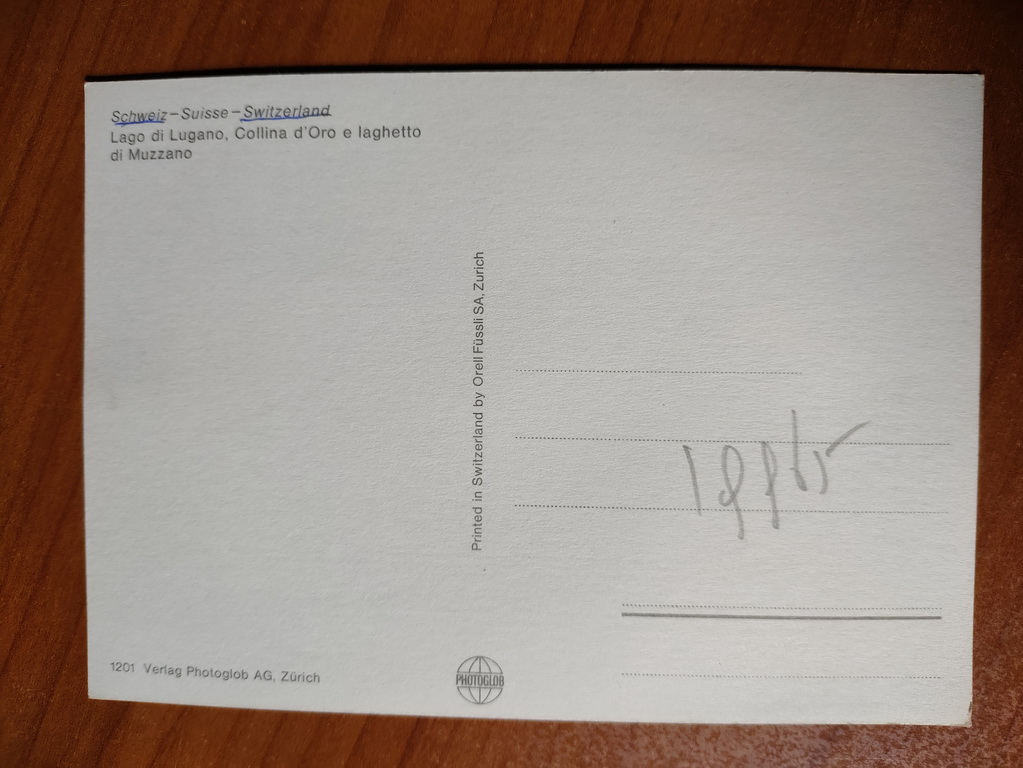 Schweiz – Suisse – Switzerland
Lago di Lugano, Collina d'Oro e laghetto
di Muzzano
Printed in Switzerland by Orell Füssli SA, Zurich
1201 Verlag Photoglob AG, Zürich
PHOTOGLOB